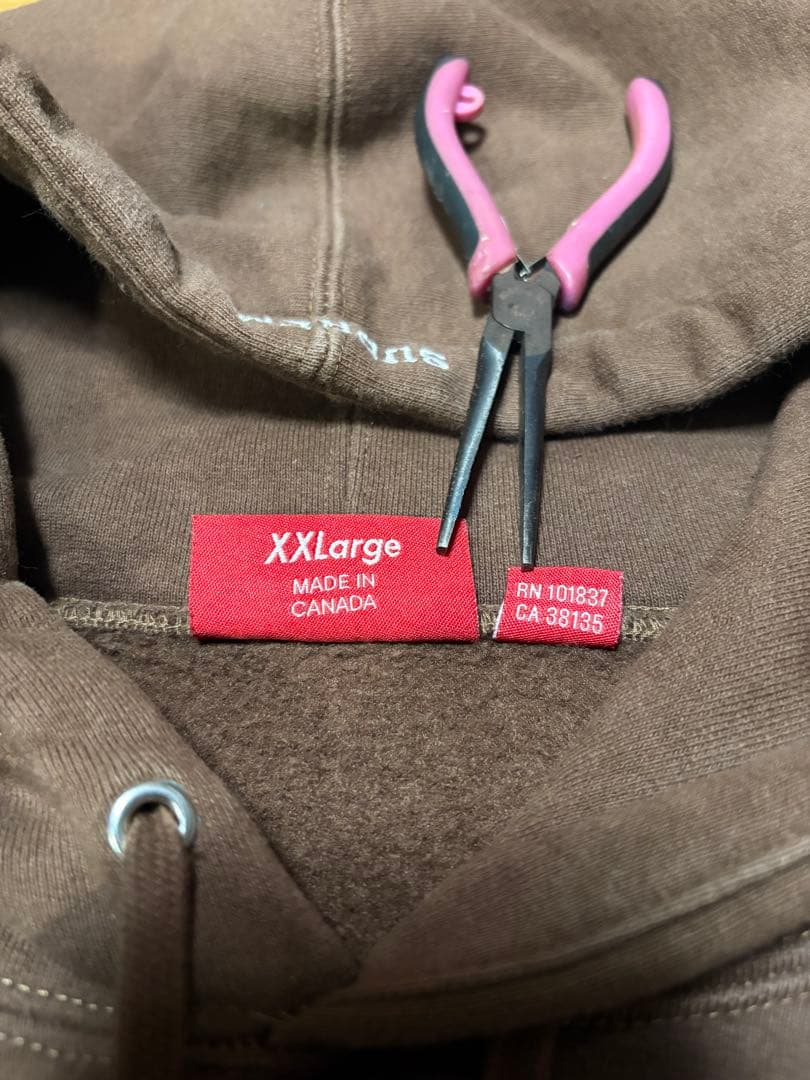 XXLarge
MADE IN
CANADA
RN 101837
CA 38135